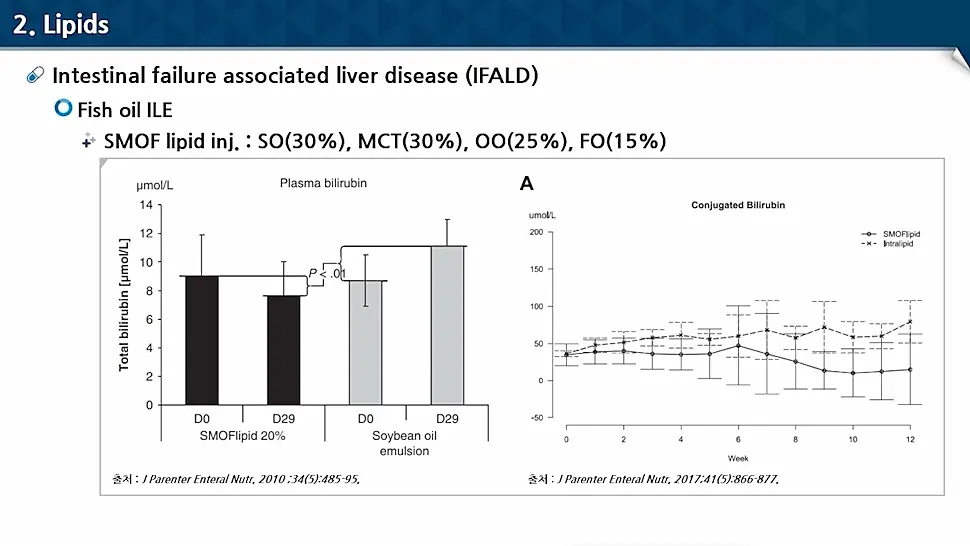 2. Lipids
Intestinal failure associated liver disease (IFALD)
Fish oil ILE
SMOF lipid inj. : SO(30%), MCT(30%), OO(25%), FO(15%)
µmol/L
Plasma bilirubin
14
12
10
8
6
4
2
0
Total bilirubin [µmol/L]
P < .01
D0
D29
D0
D29
SMOFlipid 20%
Soybean oil
emulsion
출처 : J Parenter Enteral Nutr. 2010 ;34(5):485-95.
A
Conjugated Bilirubin
umol/L
200
150
100
50
0
-50
SMOFlipid
Intralipid
0
2
4
6
8
10
12
Week
출처 : J Parenter Enteral Nutr. 2017;41(5):866-877.